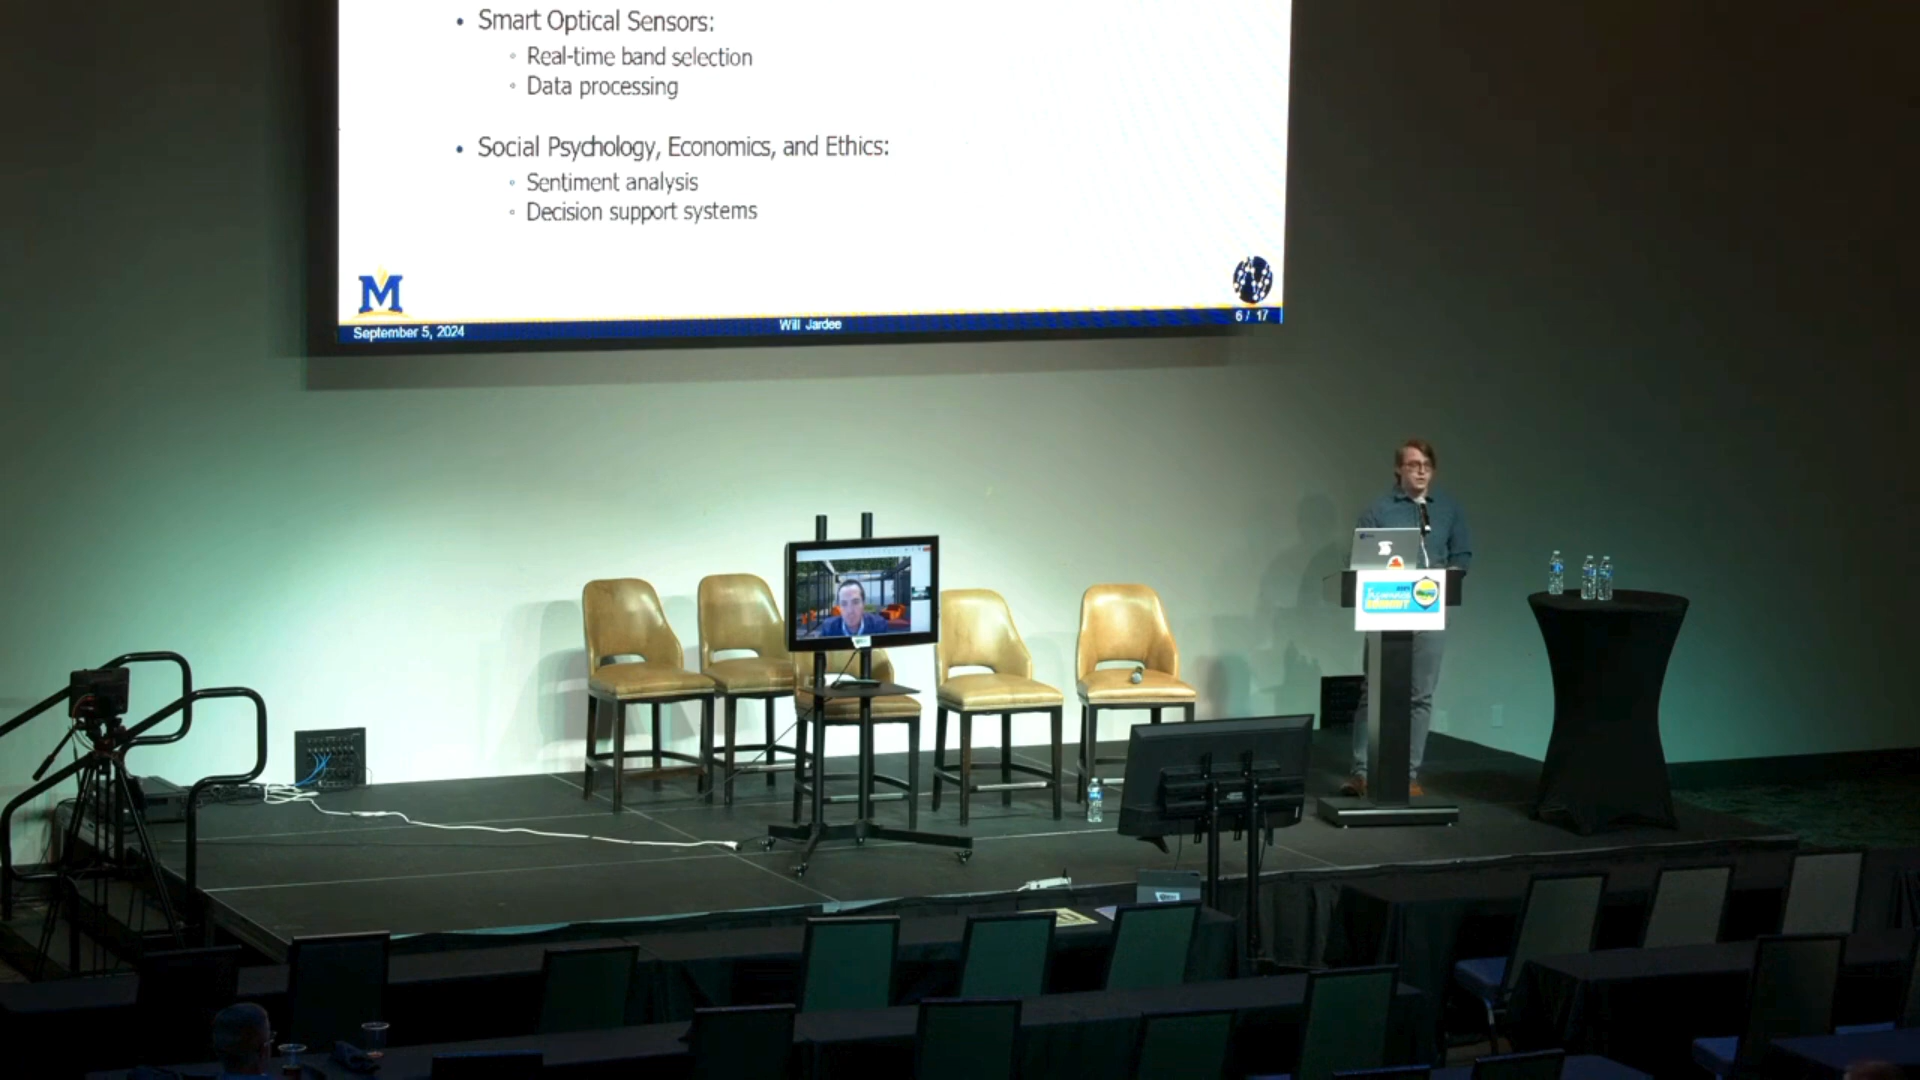 • Smart Optical Sensors:
◦ Real-time band selection
◦ Data processing
• Social Psychology, Economics, and Ethics:
◦ Sentiment analysis
◦ Decision support systems
M
September 5, 2024
Will Jardee
6 / 17